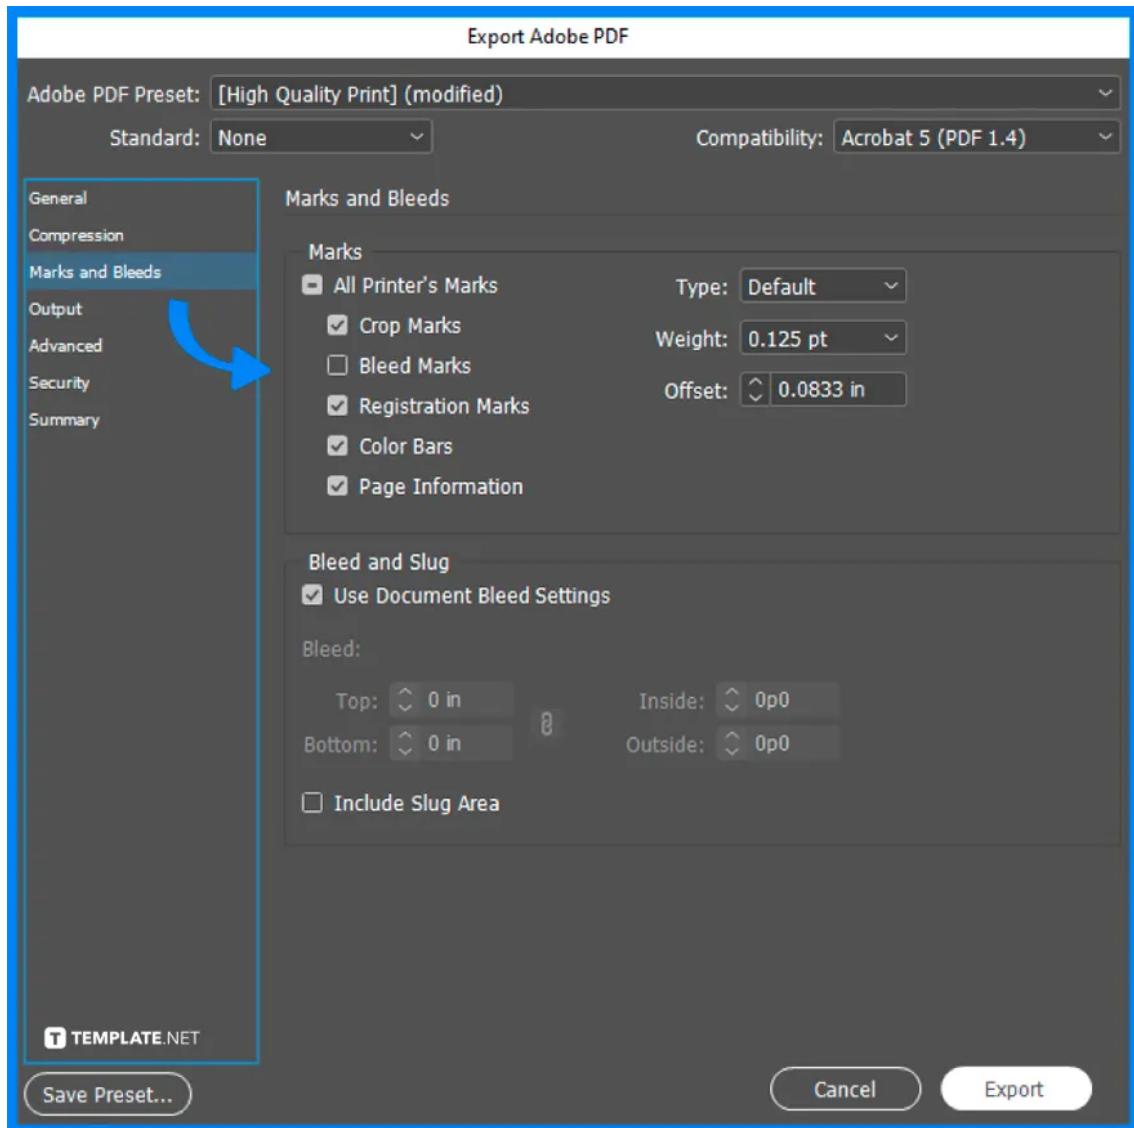 Export Adobe PDF
Adobe PDF Preset: [High Quality Print] (modified)
Standard: None Compatibility: Acrobat 5 (PDF 1.4)
General
Compression
Marks and Bleeds
Output
Advanced
Security
Summary
Marks and Bleeds
Marks
All Printer's Marks
Crop Marks
Bleed Marks
Registration Marks
Color Bars
Page Information
Type: Default
Weight: 0.125 pt
Offset: 0.0833 in
Bleed and Slug
Use Document Bleed Settings
Bleed:
Top: 0 in Inside: 0p0
Bottom: 0 in Outside: 0p0
Include Slug Area
T TEMPLATE.NET
Save Preset... Cancel Export